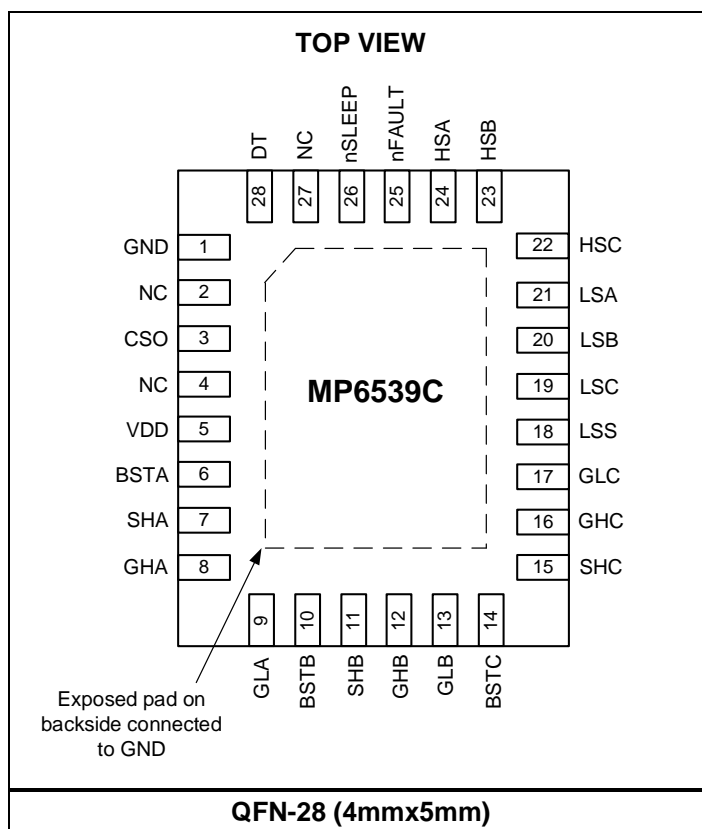 TOP VIEW
DT
NC
nSLEEP
nFAULT
HSA
HSB
28
27
26
25
24
23
GND 1
NC 2
CSO 3
NC 4
VDD 5
BSTA 6
SHA 7
GHA 8
22 HSC
21 LSA
20 LSB
19 LSC
18 LSS
17 GLC
16 GHC
15 SHC
MP6539C
9
10
11
12
13
14
GLA
BSTB
SHB
GHB
GLB
BSTC
Exposed pad on
backside connected
to GND
QFN-28 (4mmx5mm)